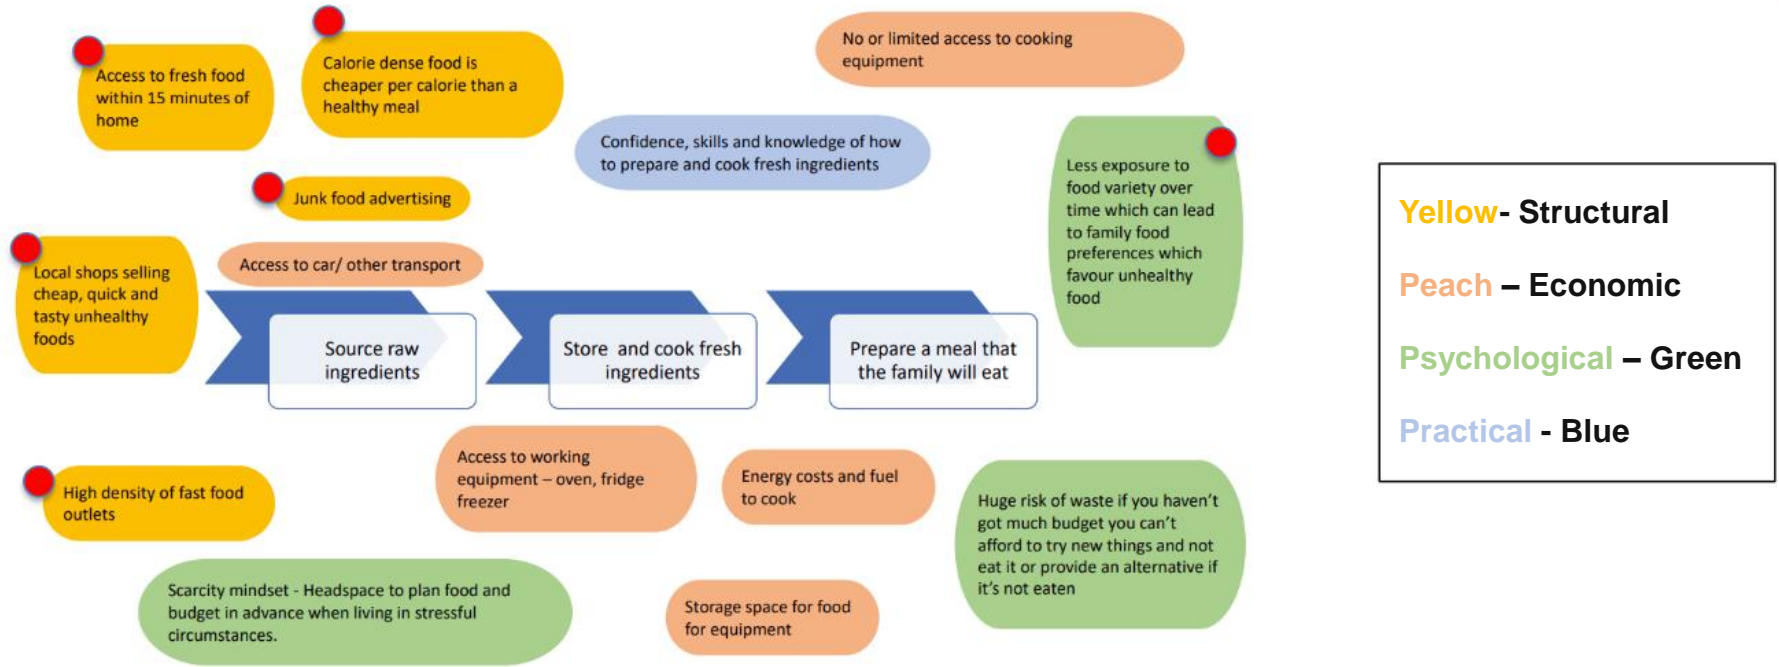 Access to fresh food
within 15 minutes of
home
Calorie dense food is
cheaper per calorie than a
healthy meal
No or limited access to cooking
equipment
Confidence, skills and knowledge of how
to prepare and cook fresh ingredients
Less exposure to
food variety over
time which can lead
to family food
preferences which
favour unhealthy
food
Junk food advertising
Access to car/ other transport
Local shops selling
cheap, quick and
tasty unhealthy
foods
Source raw
ingredients
Store  and cook fresh
ingredients
Prepare a meal that
the family will eat
High density of fast food
outlets
Access to working
equipment – oven, fridge
freezer
Energy costs and fuel
to cook
Huge risk of waste if you haven't
got much budget you can't
afford to try new things and not
eat it or provide an alternative if
it's not eaten
Scarcity mindset - Headspace to plan food and
budget in advance when living in stressful
circumstances.
Storage space for food
for equipment
Yellow- Structural
Peach – Economic
Psychological – Green
Practical - Blue